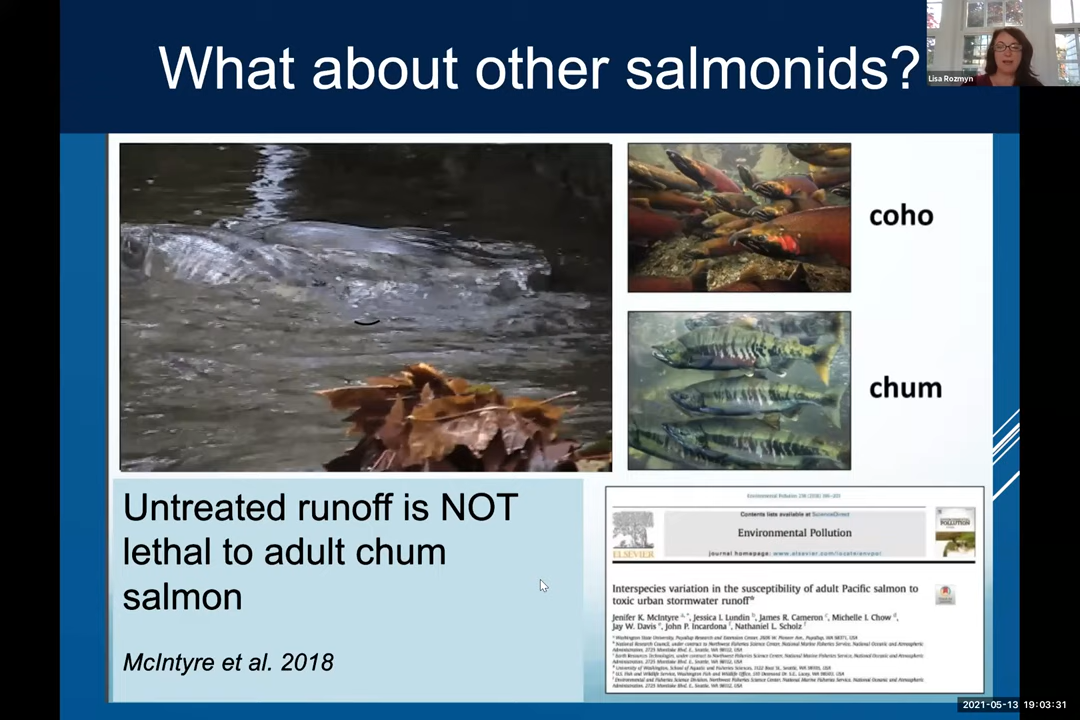 What about other salmonids?
Lisa Rozmyn
coho
chum
Untreated runoff is NOT
lethal to adult chum
salmon
McIntyre et al. 2018
Contents lists available at ScienceDirect
Environmental Pollution
journal homepage: www.elsevier.com/locate/envpol
ELSEVIER
POLLUTION
Interspecies variation in the susceptibility of adult Pacific salmon to
toxic urban stormwater runoff
Jenifer K. McIntyre, Jessica I. Lundin, James R. Cameron, Michelle I. Chow,
Jay W. Davis, John P. Incardona, Nathaniel L. Scholz
2021-05-13 19:03:31